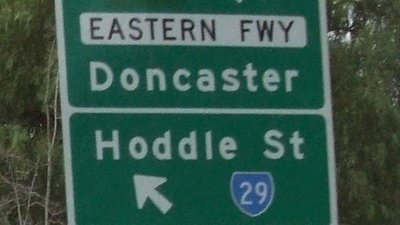 EASTERN FWY
Doncaster
Hoddle St
29